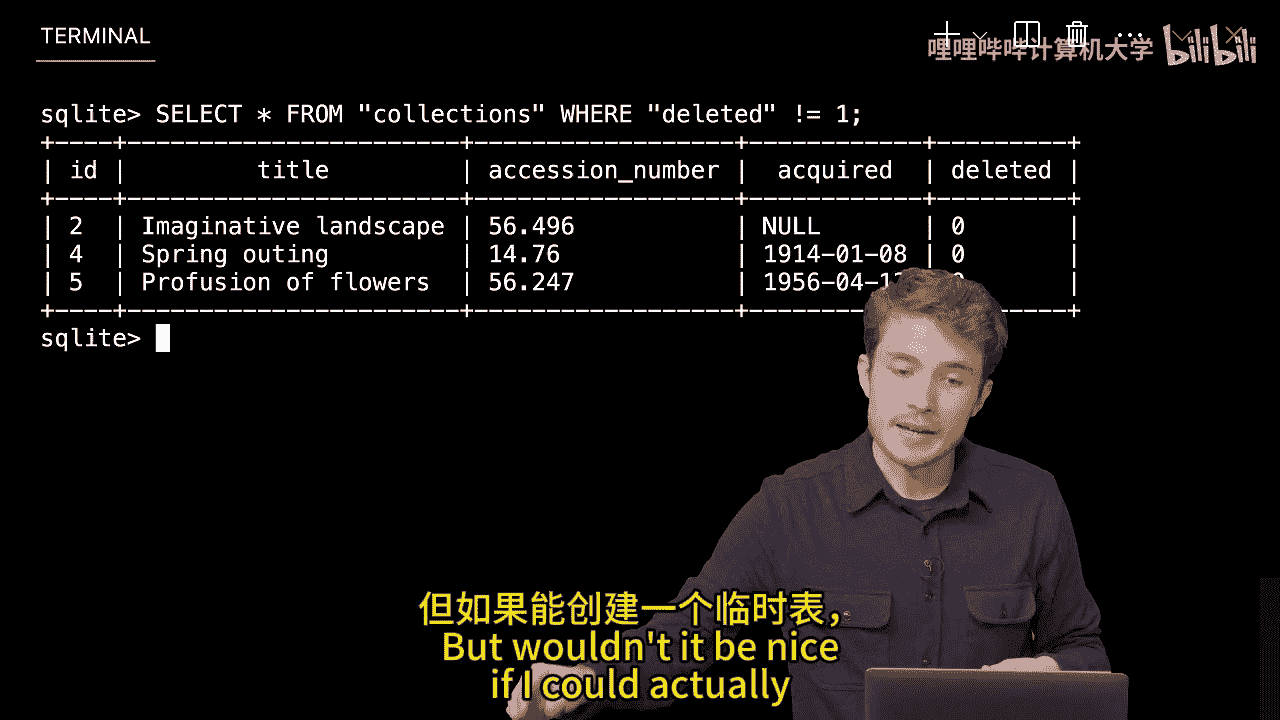 TERMINAL
哩哩哔哔计算机大学 bilibili
sqlite> SELECT * FROM "collections" WHERE "deleted" != 1;
+----+-----------------------+------------------+------------+---------+
| id | title | accession_number | acquired | deleted |
+----+-----------------------+------------------+------------+---------+
| 2 | Imaginative landscape | 56.496 | NULL | 0 |
| 4 | Spring outing | 14.76 | 1914-01-08 | 0 |
| 5 | Profusion of flowers | 56.247 | 1956-04- |
+----+-----------------------+------------------+------------+---------+
sqlite>
但如果能创建一个临时表，
But wouldn't it be nice
if I could actually